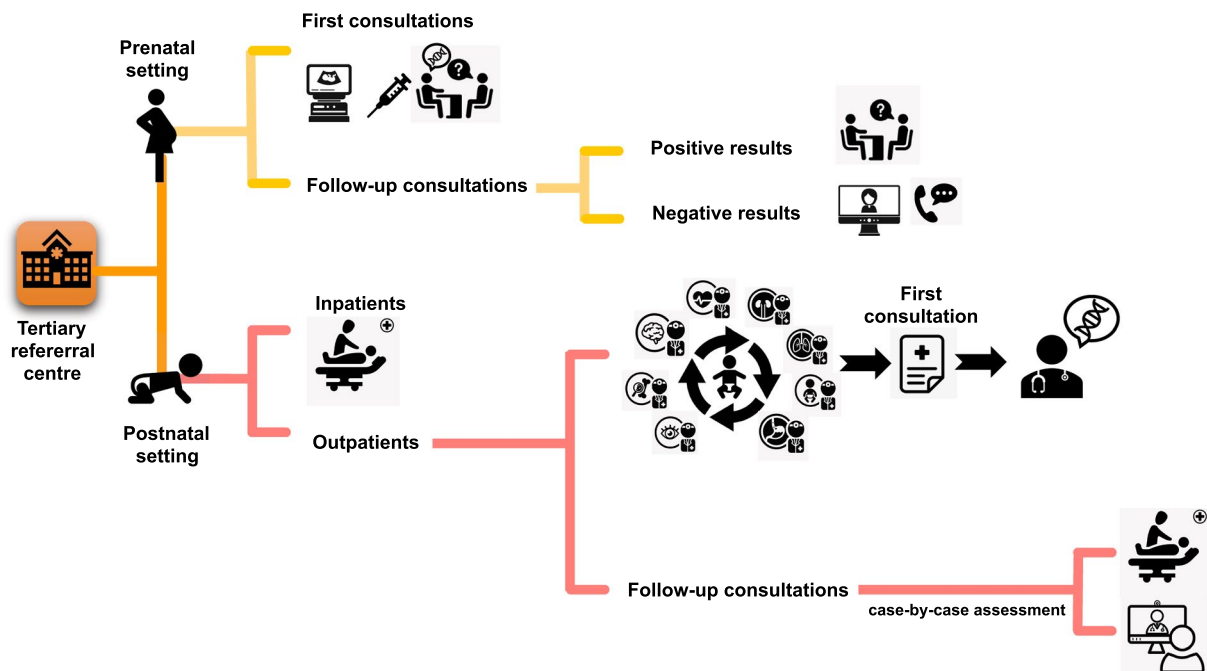 First consultations
Prenatal
setting
Positive results
Follow-up consultations
Negative results
Tertiary
refererral
centre
Inpatients
First
consultation
Postnatal
setting
Outpatients
Follow-up consultations
case-by-case assessment